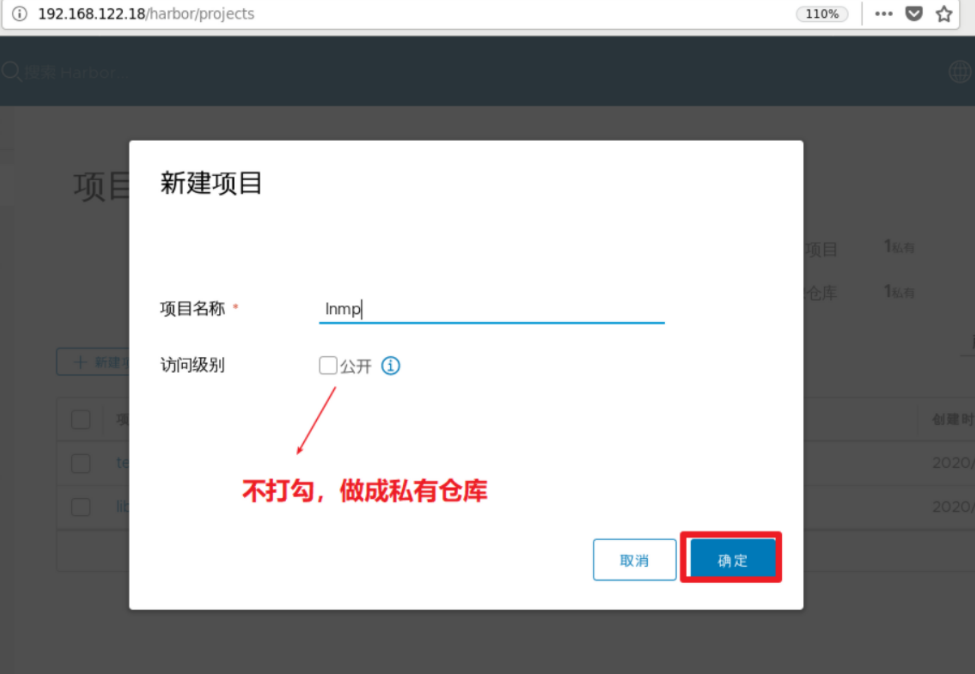 192.168.122.18/harbor/projects
110%
搜索 Harbor...
项目
新建项目
项目 1私有
项目名称 * lnmp
仓库 1私有
访问级别 公开
+ 新建
创建时
te
2020/
不打勾，做成私有仓库
lib
2020/
取消 确定